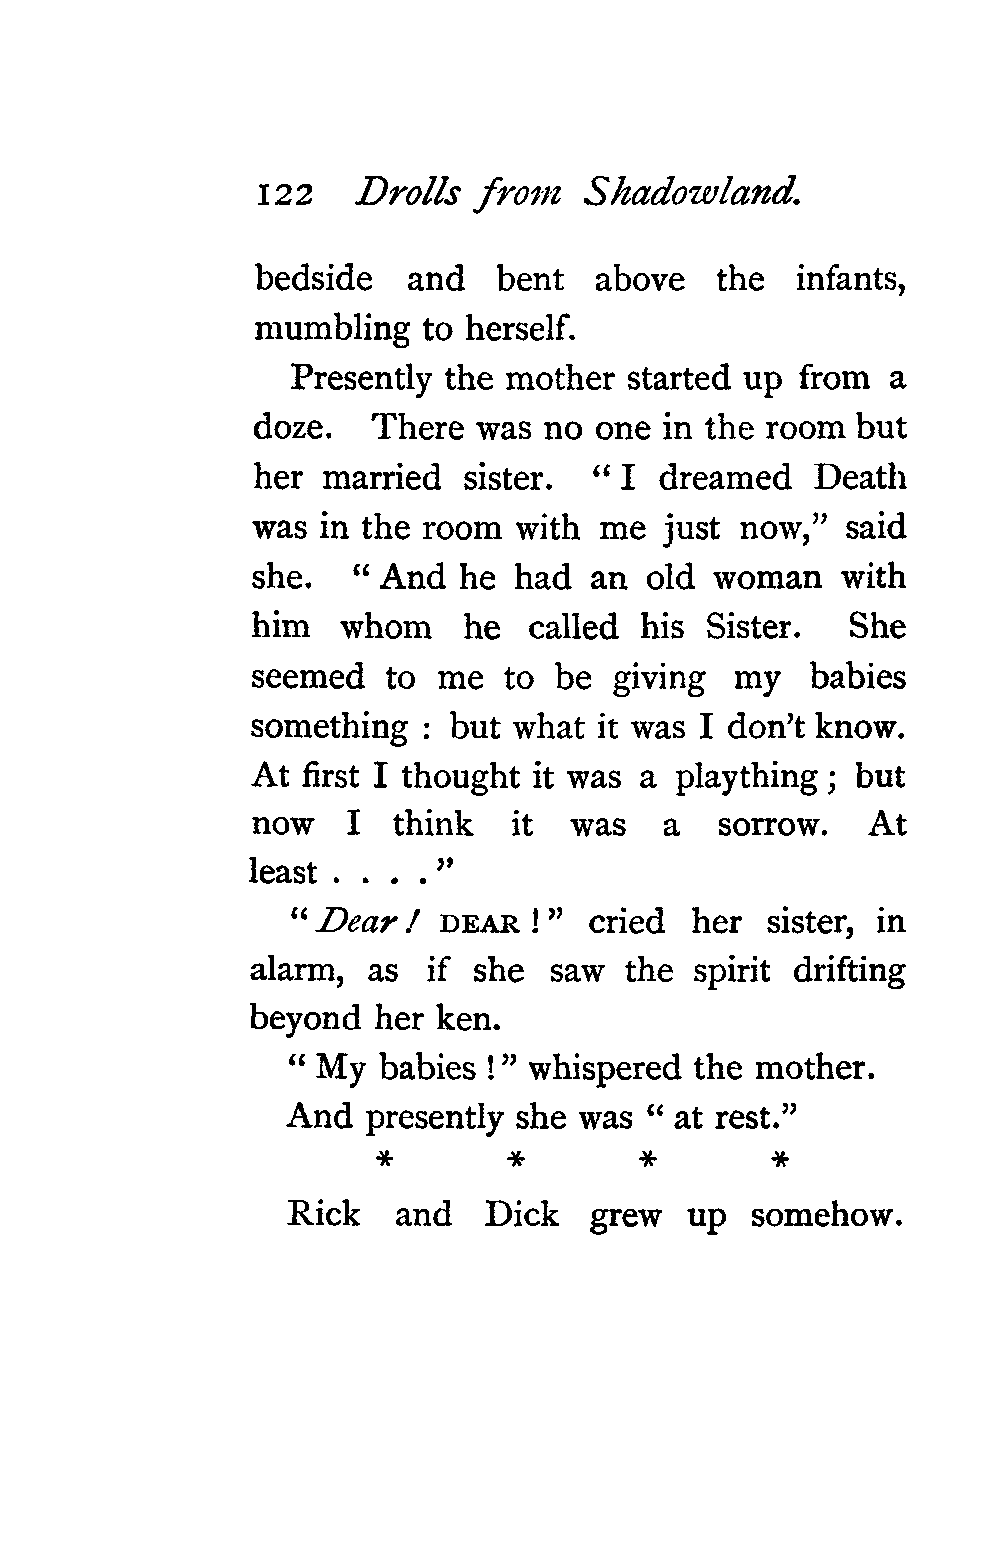 122 Drolls from Shadowland.
bedside and bent above the infants,
mumbling to herself.
Presently the mother started up from a
doze. There was no one in the room but
her married sister. “ I dreamed Death
was in the room with me just now,” said
she. “ And he had an old woman with
him whom he called his Sister. She
seemed to me to be giving my babies
something : but what it was I don't know.
At first I thought it was a plaything ; but
now I think it was a sorrow. At
least . . . .”
“ Dear ! DEAR ! ” cried her sister, in
alarm, as if she saw the spirit drifting
beyond her ken.
“ My babies ! ” whispered the mother.
And presently she was “ at rest.”
* * * *
Rick and Dick grew up somehow.